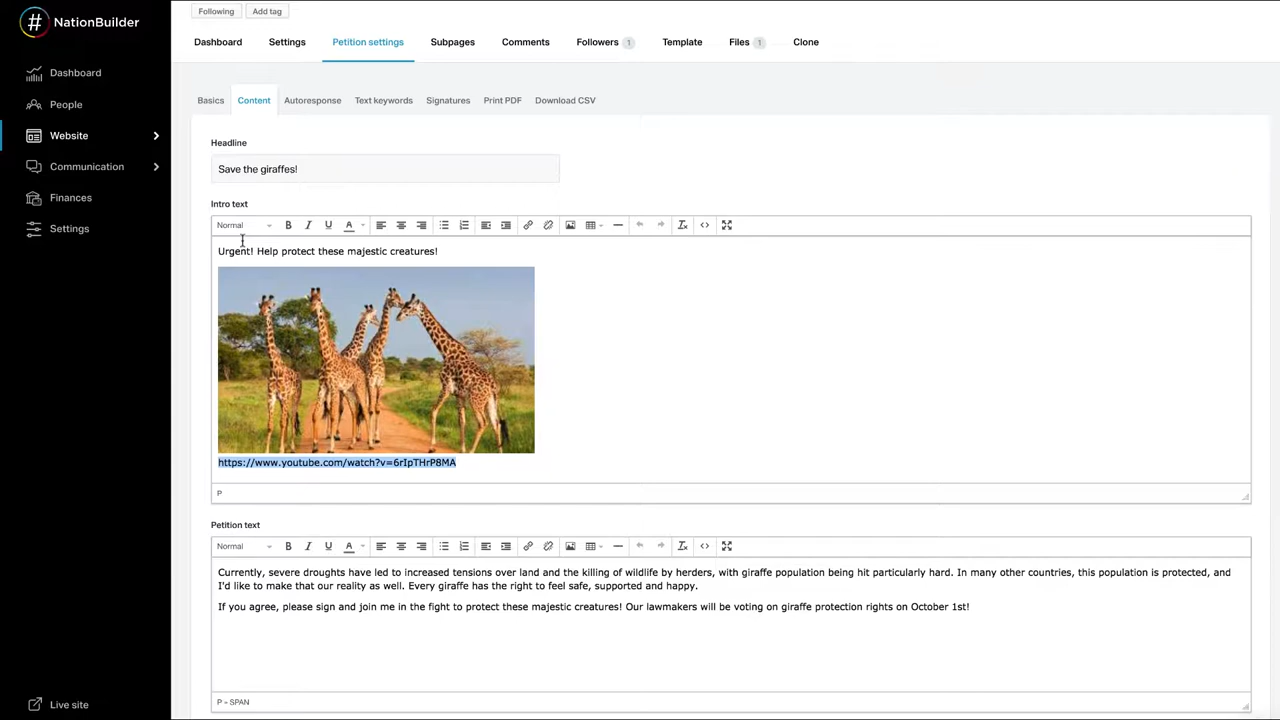 Following Add tag
NationBuilder
Dashboard Settings Petition settings Subpages Comments Followers 1 Template Files 1 Clone
Dashboard
People
Website
Communication
Finances
Settings
Basics Content Autoresponse Text keywords Signatures Print PDF Download CSV
Headline
Save the giraffes!
Intro text
Normal B I U A
Urgent! Help protect these majestic creatures!
https://www.youtube.com/watch?v=6rIpTHrP8MA
P
Petition text
Normal B I U A
Currently, severe droughts have led to increased tensions over land and the killing of wildlife by herders, with giraffe population being hit particularly hard. In many other countries, this population is protected, and
I'd like to make that our reality as well. Every giraffe has the right to feel safe, supported and happy.
If you agree, please sign and join me in the fight to protect these majestic creatures! Our lawmakers will be voting on giraffe protection rights on October 1st!
P » SPAN
Live site